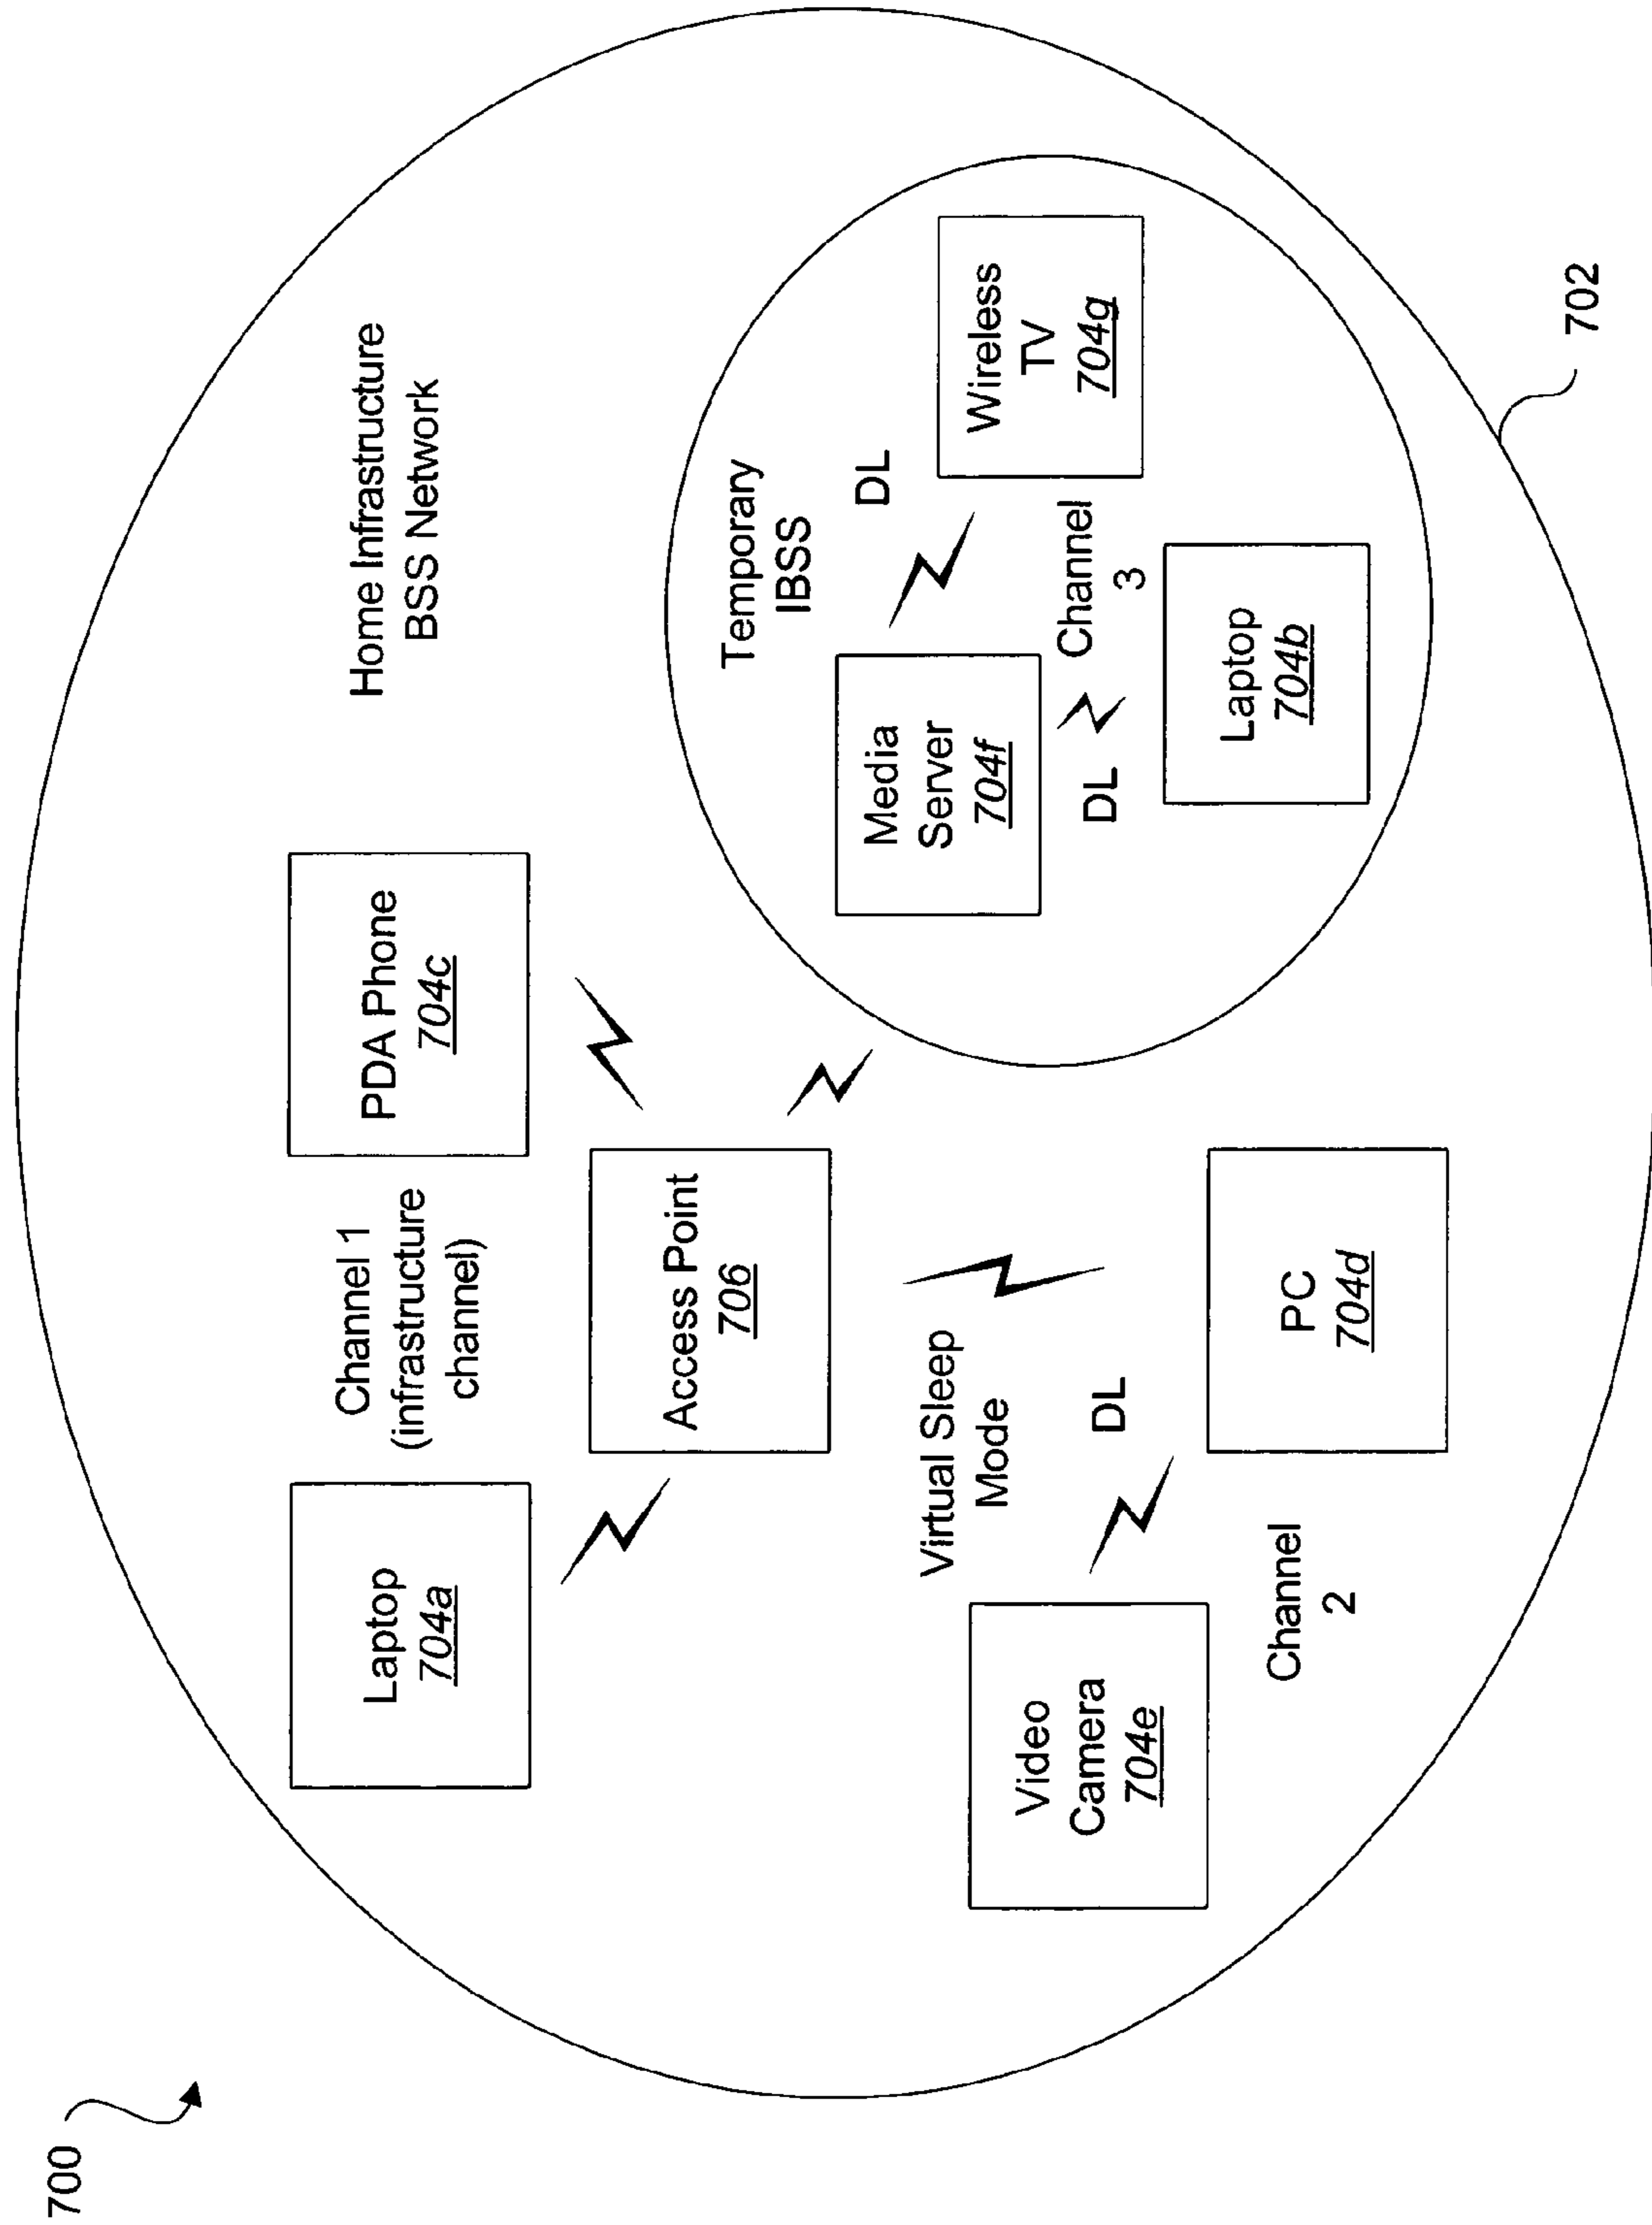 700
Home Infrastructure
BSS Network
Laptop
704a
Channel 1
(infrastructure
channel)
PDA Phone
704c
Access Point
706
Temporary
IBSS
DL
Media
Server
704f
Wireless
TV
704g
Channel
3
DL
Laptop
704b
Virtual Sleep
Mode
DL
Video
Camera
704e
PC
704d
Channel
2
702